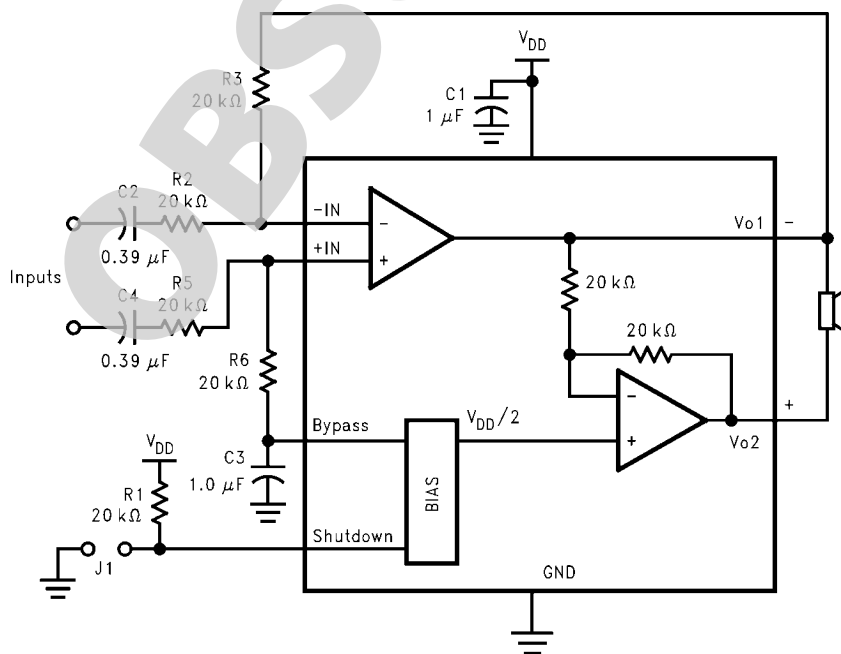 OBS
V_DD
R3
20 kΩ
C1
1 μF
C2
R2
20 kΩ
-IN
-
Vo1 -
+IN
+
0.39 μF
Inputs
R5
20 kΩ
C4
0.39 μF
20 kΩ
20 kΩ
R6
20 kΩ
-
+
Bypass
V_DD/2
+
Vo2
V_DD
C3
1.0 μF
BIAS
R1
20 kΩ
Shutdown
J1
GND